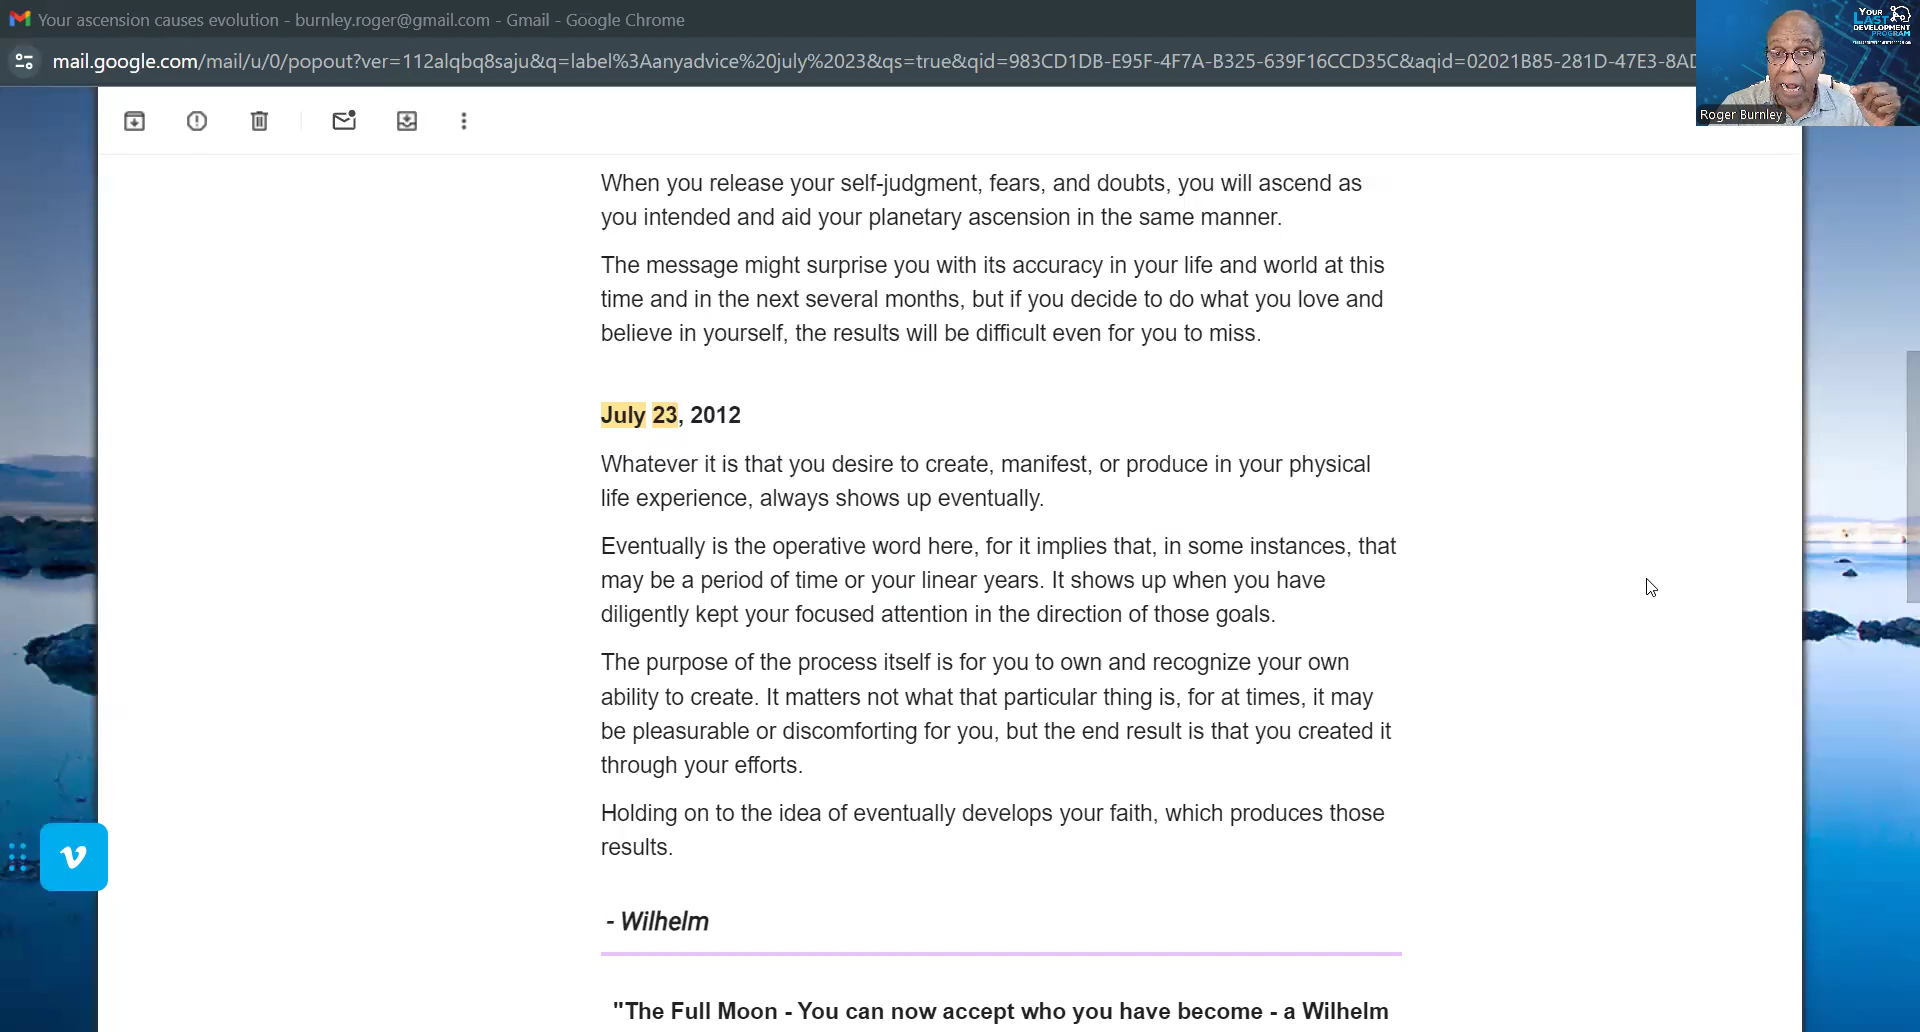 Your ascension causes evolution - burnley.roger@gmail.com - Gmail - Google Chrome
mail.google.com/mail/u/0/popout?ver=112alqbq8saju&q=label%3Aanyadvice%20july%2023&qs=true&qid=983CD1DB-E95F-4F7A-B325-639F16CCD35C&aqid=02021B85-281D-47E3-8AD
YOUR
LAST
DEVELOPMENT
PROGRAM
Roger Burnley
When you release your self-judgment, fears, and doubts, you will ascend as
you intended and aid your planetary ascension in the same manner.
The message might surprise you with its accuracy in your life and world at this
time and in the next several months, but if you decide to do what you love and
believe in yourself, the results will be difficult even for you to miss.
July 23, 2012
Whatever it is that you desire to create, manifest, or produce in your physical
life experience, always shows up eventually.
Eventually is the operative word here, for it implies that, in some instances, that
may be a period of time or your linear years. It shows up when you have
diligently kept your focused attention in the direction of those goals.
The purpose of the process itself is for you to own and recognize your own
ability to create. It matters not what that particular thing is, for at times, it may
be pleasurable or discomforting for you, but the end result is that you created it
through your efforts.
Holding on to the idea of eventually develops your faith, which produces those
results.
- Wilhelm
"The Full Moon - You can now accept who you have become - a Wilhelm